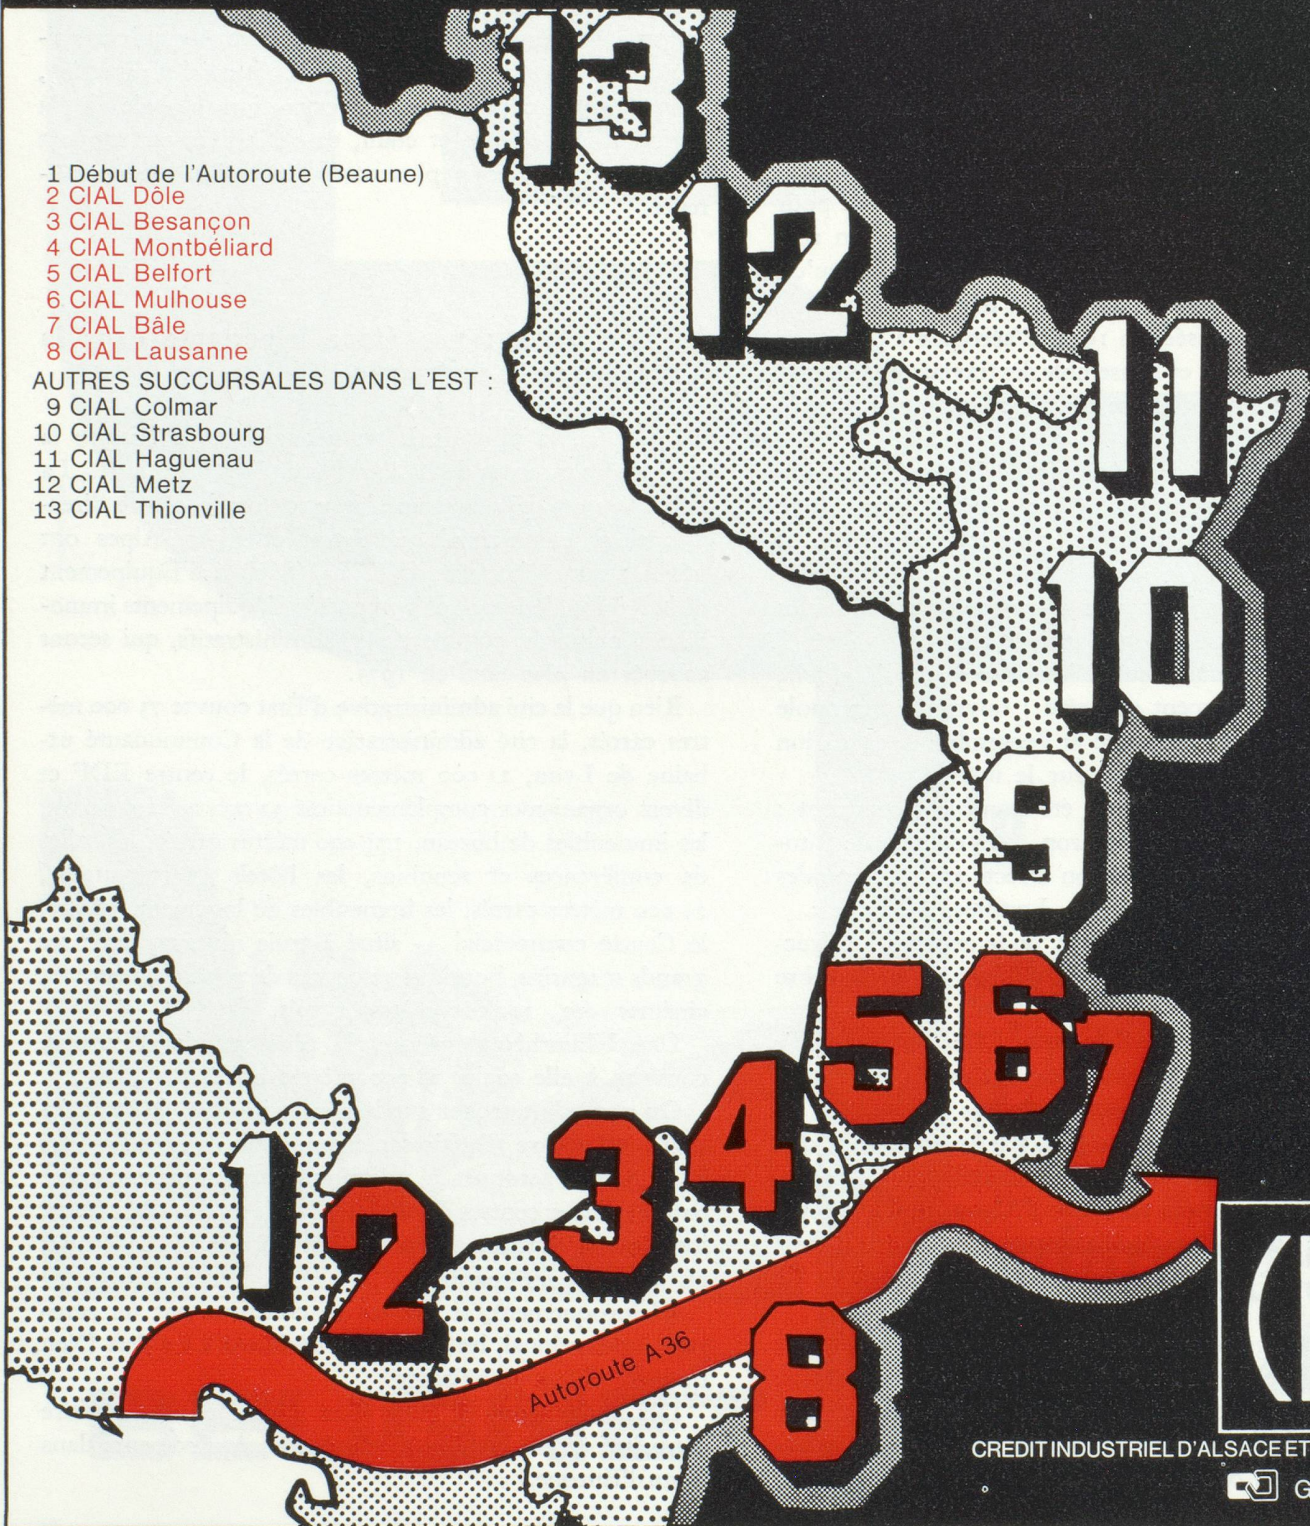 13
12
1 Début de l'Autoroute (Beaune)
2 CIAL Dôle
3 CIAL Besançon
4 CIAL Montbéliard
5 CIAL Belfort
6 CIAL Mulhouse
7 CIAL Bâle
8 CIAL Lausanne
AUTRES SUCCURSALES DANS L'EST :
9 CIAL Colmar
10 CIAL Strasbourg
11 CIAL Haguenau
12 CIAL Metz
13 CIAL Thionville
11
10
9
5 6
7
4
3
1
2
8
Autoroute A36
CREDIT INDUSTRIEL D'ALSACE ET
G